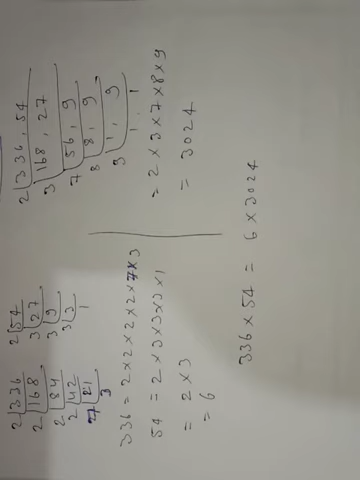 2 | 336
2 | 168
2 | 84
2 | 42
7 | 21
3
2 | 54
3 | 27
3 | 9
3 | 3
1
336 = 2×2×2×2×7×3
54 = 2×3×3×3×1
= 2×3
= 6
2 | 336, 54
3 | 168, 27
7 | 56, 9
8 | 8, 9
9 | 1, 9
1 1
= 2×3×7×8×9
= 3024
336×54 = 6×3024